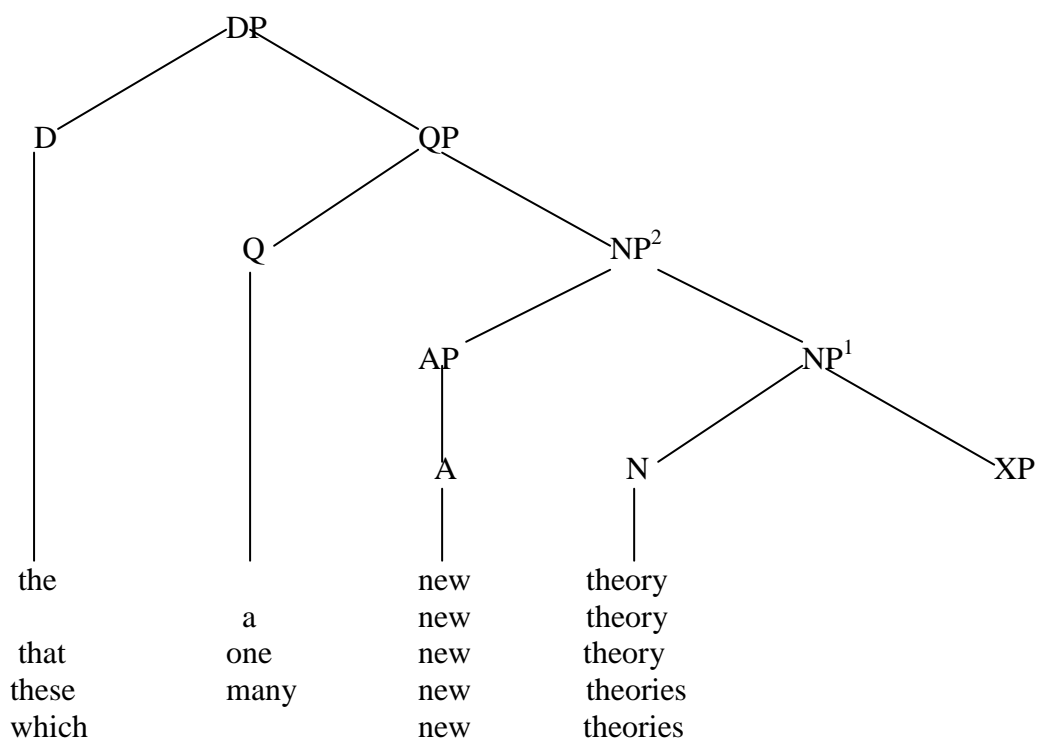 DP
D QP
Q NP²
AP NP¹
A N XP
the new theory
a new theory
that one new theory
these many new theories
which new theories